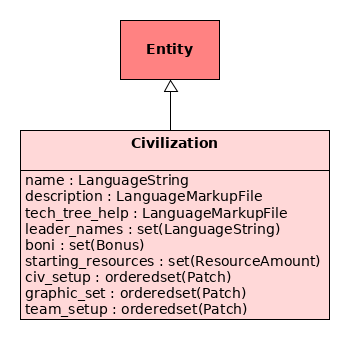 Entity
Civilization
name : LanguageString
description : LanguageMarkupFile
tech_tree_help : LanguageMarkupFile
leader_names : set(LanguageString)
boni : set(Bonus)
starting_resources : set(ResourceAmount)
civ_setup : orderedset(Patch)
graphic_set : orderedset(Patch)
team_setup : orderedset(Patch)